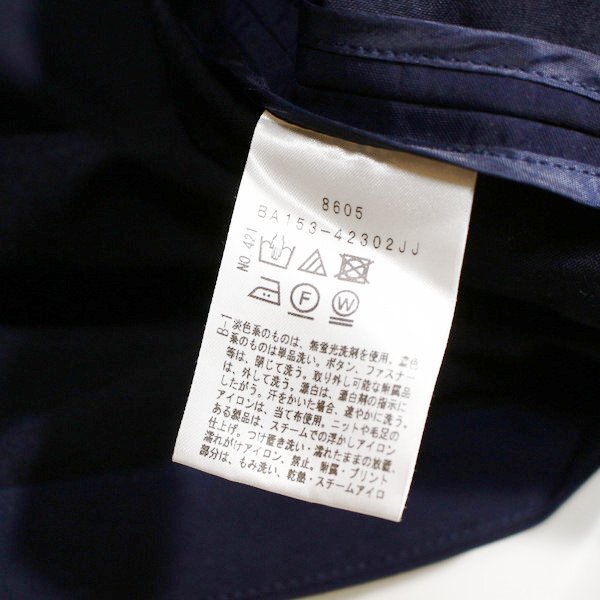 8605
BA153-42302JJ
NO.421
F
W
B-1
淡色系のものは、無蛍光洗剤を使用、濃色
系のものは単品洗い。ボタン、ファスナー
等は、閉じて洗う。取り外し可能な附属品
は、外して洗う。漂白は、漂白剤の指示に
したがう。汗をかいた場合、速やかに洗う。
アイロンは、当て布使用。ニットや毛足の
ある製品は、スチームでの浮かしアイロン
仕上げ。つけ置き洗い・濡れたままの放置、
濡れがけアイロン、禁止。附属・プリント
部分は、もみ洗い、乾熱・スチームアイロ